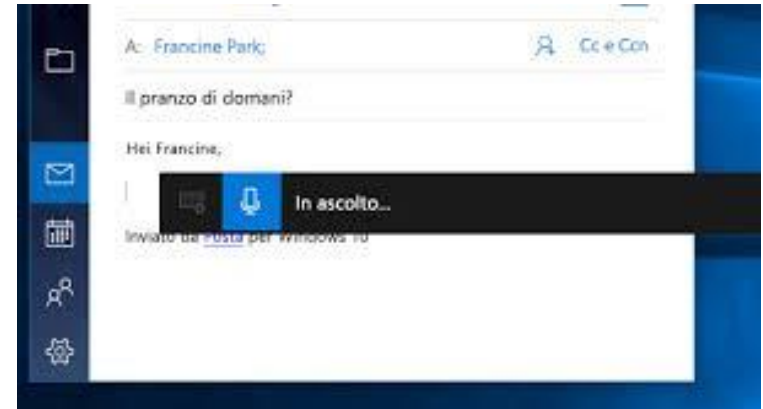 A: Francine Park; Cc e Ccn
Il pranzo di domani?
Hei Francine,
In ascolto...
Inviato da Posta per Windows 10